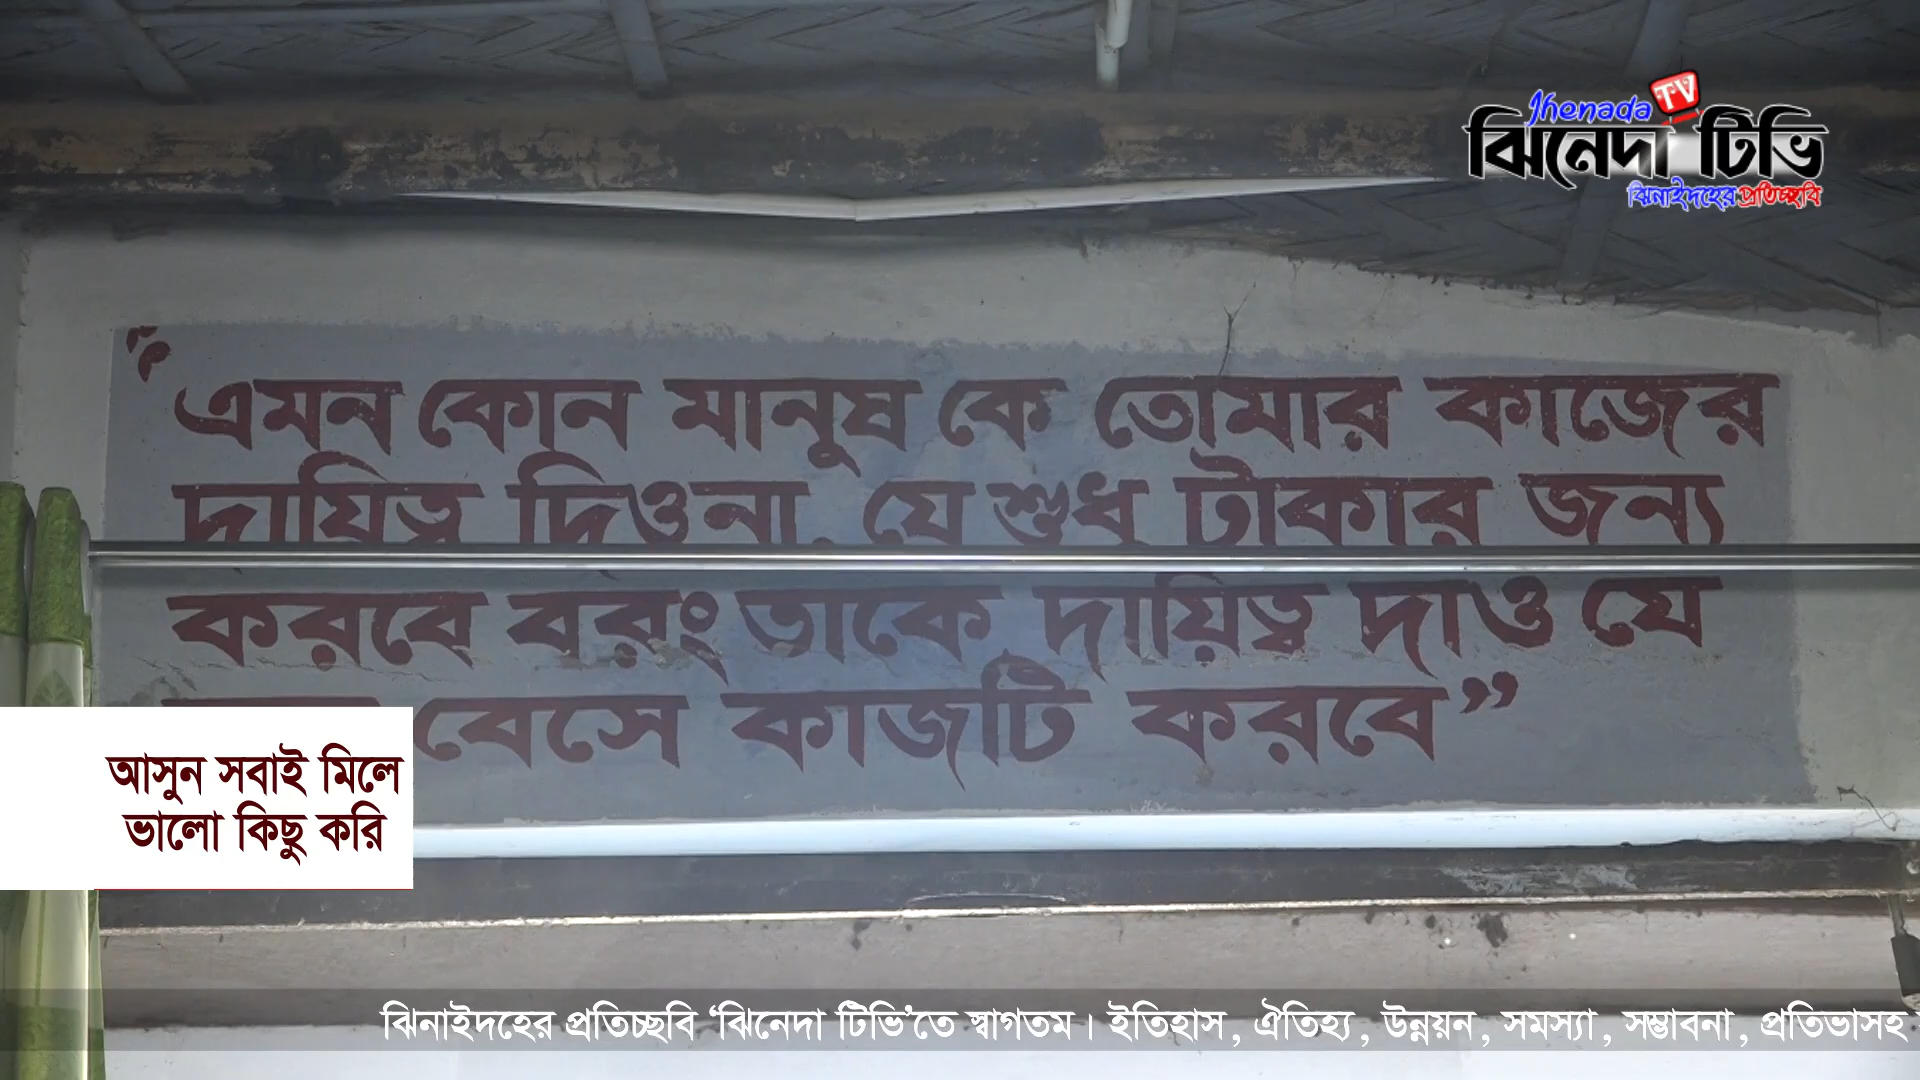 Jhenada TV
ঝিনেদা টিভি
ঝিনাইদহের প্রতিচ্ছবি
“এমন কোন মানুষ কে তোমার কাজের
দায়িত্ব দিওনা, যে শুধু টাকার জন্য
করবে বরং তাকে দায়িত্ব দাও যে
বেসে কাজটি করবে”
আসুন সবাই মিলে
ভালো কিছু করি
ঝিনাইদহের প্রতিচ্ছবি ‘ঝিনেদা টিভি’তে স্বাগতম। ইতিহাস, ঐতিহ্য, উন্নয়ন, সমস্যা, সম্ভাবনা, প্রতিভাসহ